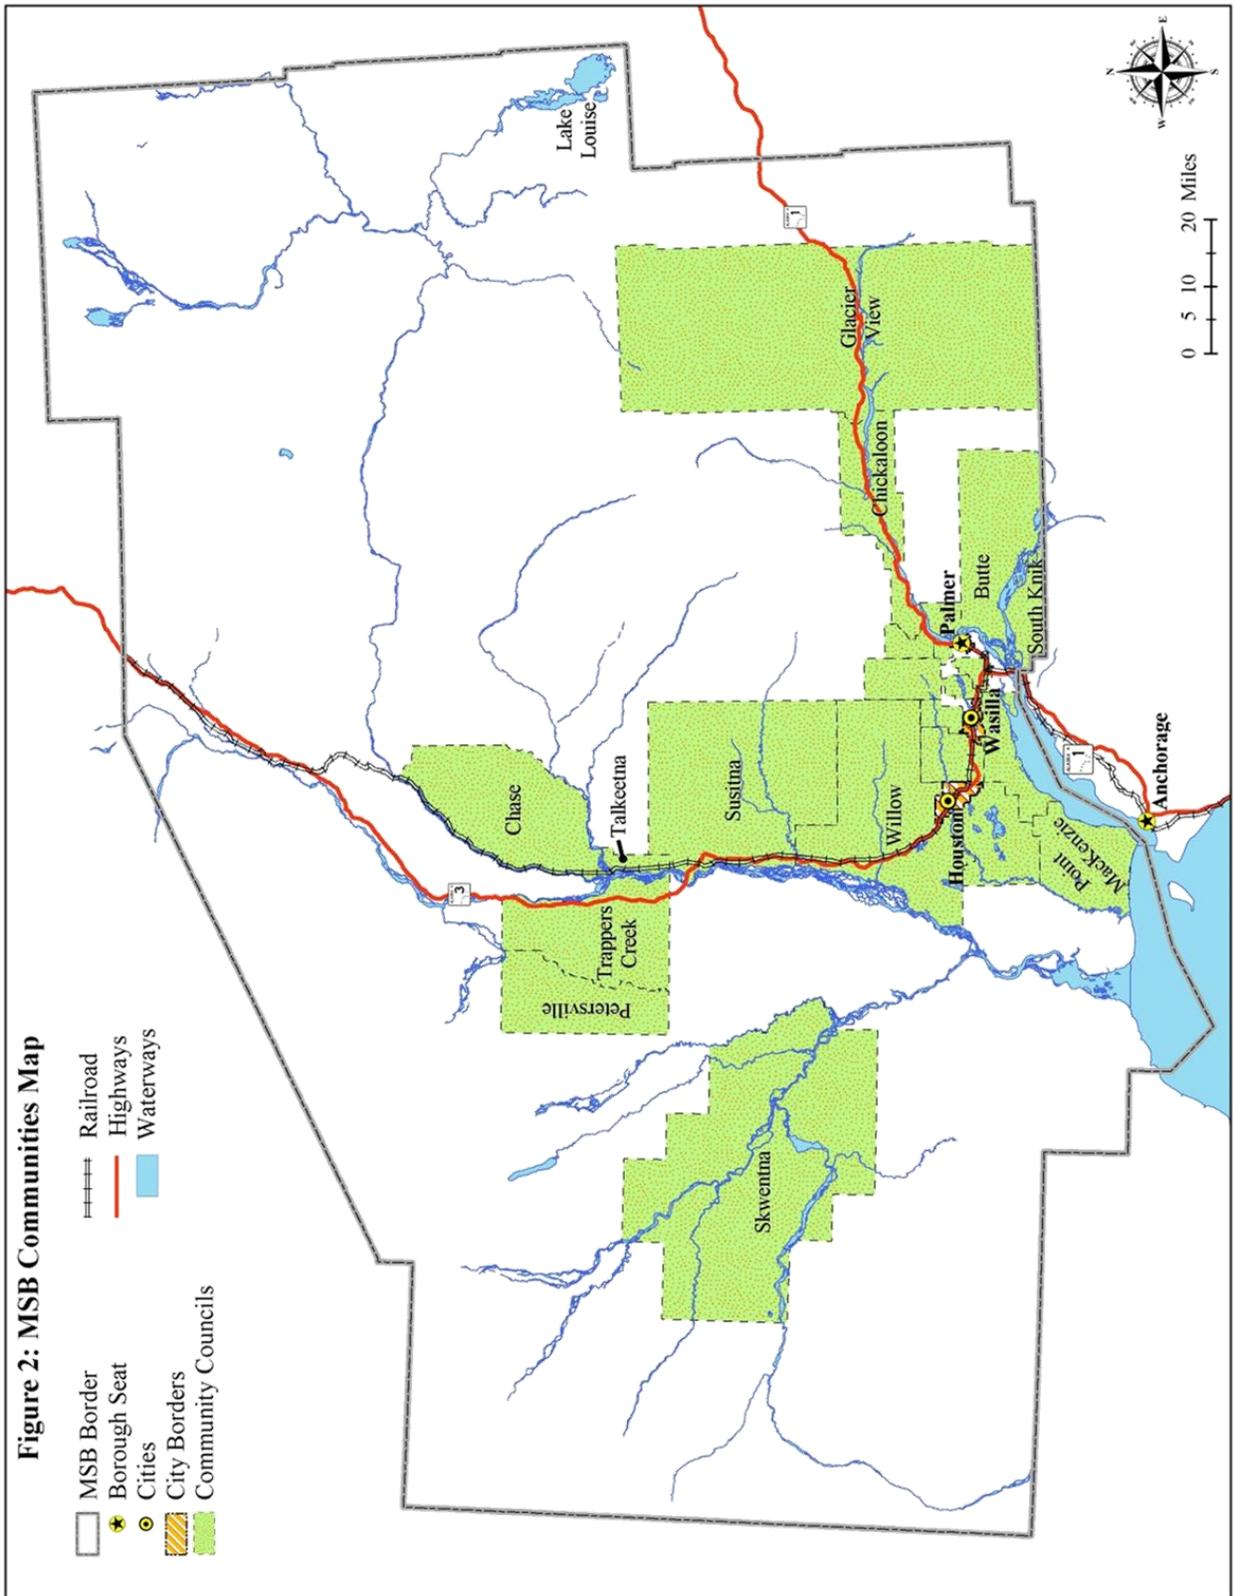 Figure 2: MSB Communities Map
MSB Border
Borough Seat
Cities
City Borders
Community Councils
Railroad
Highways
Waterways
Lake
Louise
Chase
Talkeetna
Trappers
Creek
Petersville
Susitna
Willow
Skwentna
Glacier
View
Chickaloon
Palmer
Butte
South Knik
Wasilla
Houston
Point
MacKenzie
Anchorage
3
1
1
0 5 10 20 Miles
N
E
S
W